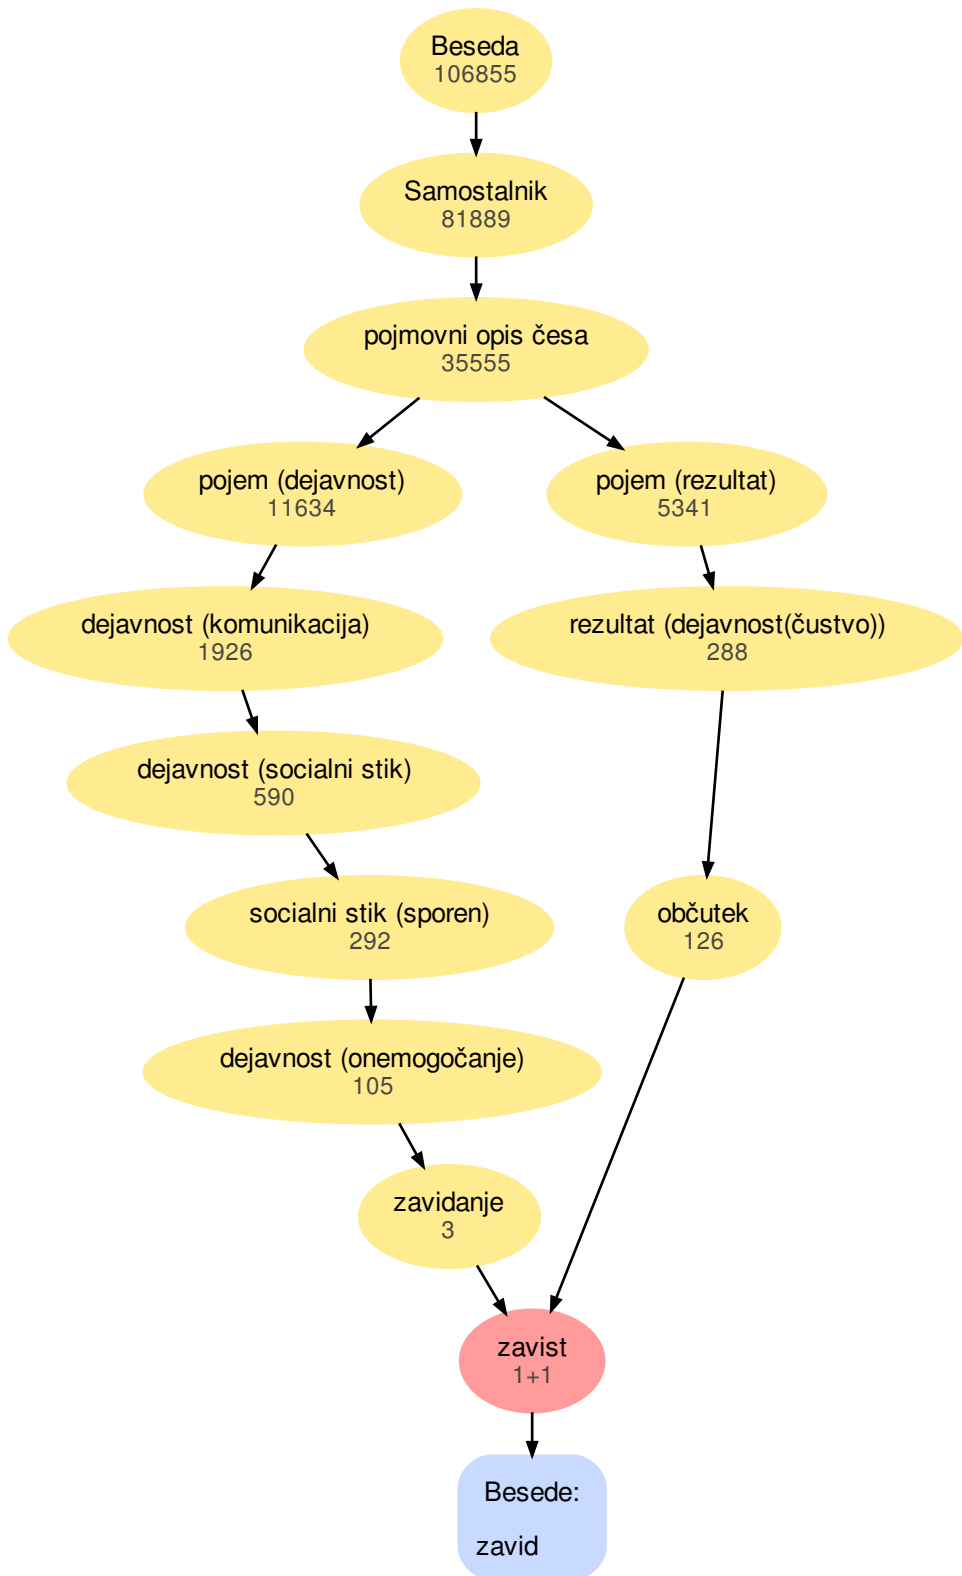 Beseda
106855
Samostalnik
81889
pojmovni opis česa
35555
pojem (dejavnost)
11634
pojem (rezultat)
5341
dejavnost (komunikacija)
1926
rezultat (dejavnost(čustvo))
288
dejavnost (socialni stik)
590
socialni stik (sporen)
292
občutek
126
dejavnost (onemogočanje)
105
zavidanje
3
zavist
1+1
Besede:
zavid